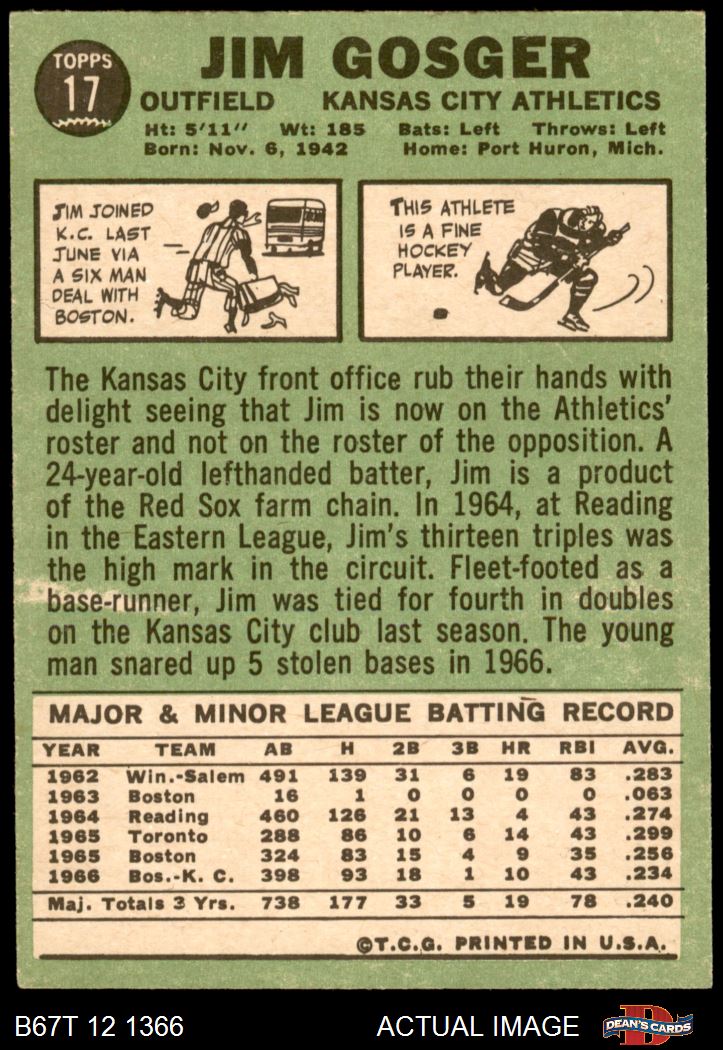 TOPPS
17
JIM GOSGER
OUTFIELD KANSAS CITY ATHLETICS
Ht: 5'11" Wt: 185 Bats: Left Throws: Left
Born: Nov. 6, 1942 Home: Port Huron, Mich.
JIM JOINED
K.C. LAST
JUNE VIA
A SIX MAN
DEAL WITH
BOSTON.
THIS ATHLETE
IS A FINE
HOCKEY
PLAYER.
The Kansas City front office rub their hands with
delight seeing that Jim is now on the Athletics'
roster and not on the roster of the opposition. A
24-year-old lefthanded batter, Jim is a product
of the Red Sox farm chain. In 1964, at Reading
in the Eastern League, Jim's thirteen triples was
the high mark in the circuit. Fleet-footed as a
base-runner, Jim was tied for fourth in doubles
on the Kansas City club last season. The young
man snared up 5 stolen bases in 1966.
MAJOR & MINOR LEAGUE BATTING RECORD
YEAR TEAM AB H 2B 3B HR RBI AVG.
1962 Win.-Salem 491 139 31 6 19 83 .283
1963 Boston 16 1 0 0 0 0 .063
1964 Reading 460 126 21 13 4 43 .274
1965 Toronto 288 86 10 6 14 43 .299
1965 Boston 324 83 15 4 9 35 .256
1966 Bos.-K. C. 398 93 18 1 10 43 .234
Maj. Totals 3 Yrs. 738 177 33 5 19 78 .240
©T.C.G. PRINTED IN U.S.A.
B67T 12 1366 ACTUAL IMAGE
D
DEAN'S CARDS